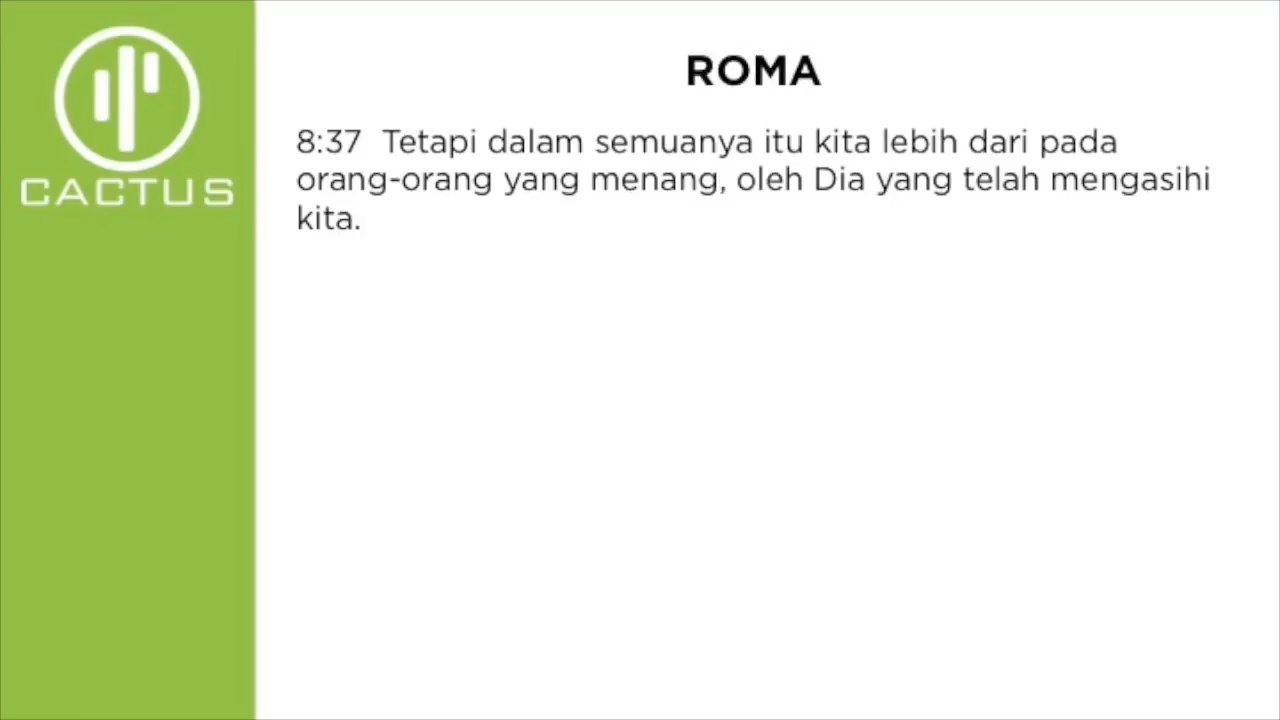 CACTUS
ROMA
8:37 Tetapi dalam semuanya itu kita lebih dari pada
orang-orang yang menang, oleh Dia yang telah mengasihi
kita.